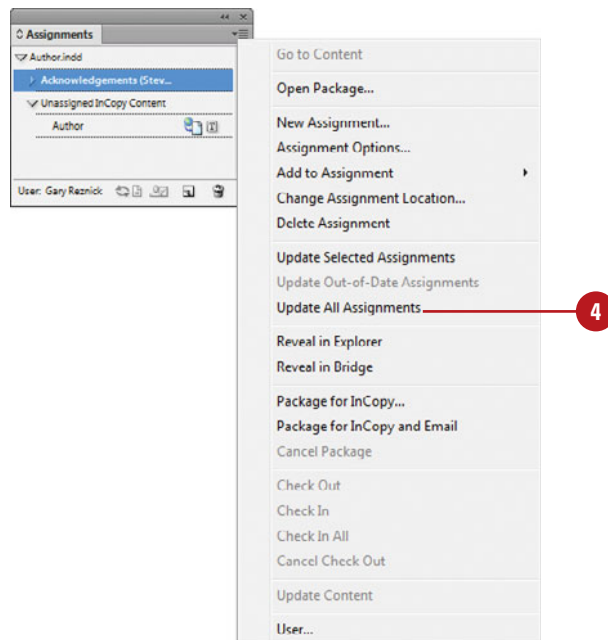 Assignments
Author.indd
Acknowledgements (Stev...
Unassigned InCopy Content
Author
User: Gary Reznick
Go to Content
Open Package...
New Assignment...
Assignment Options...
Add to Assignment
Change Assignment Location...
Delete Assignment
Update Selected Assignments
Update Out-of-Date Assignments
Update All Assignments
4
Reveal in Explorer
Reveal in Bridge
Package for InCopy...
Package for InCopy and Email
Cancel Package
Check Out
Check In
Check In All
Cancel Check Out
Update Content
User...